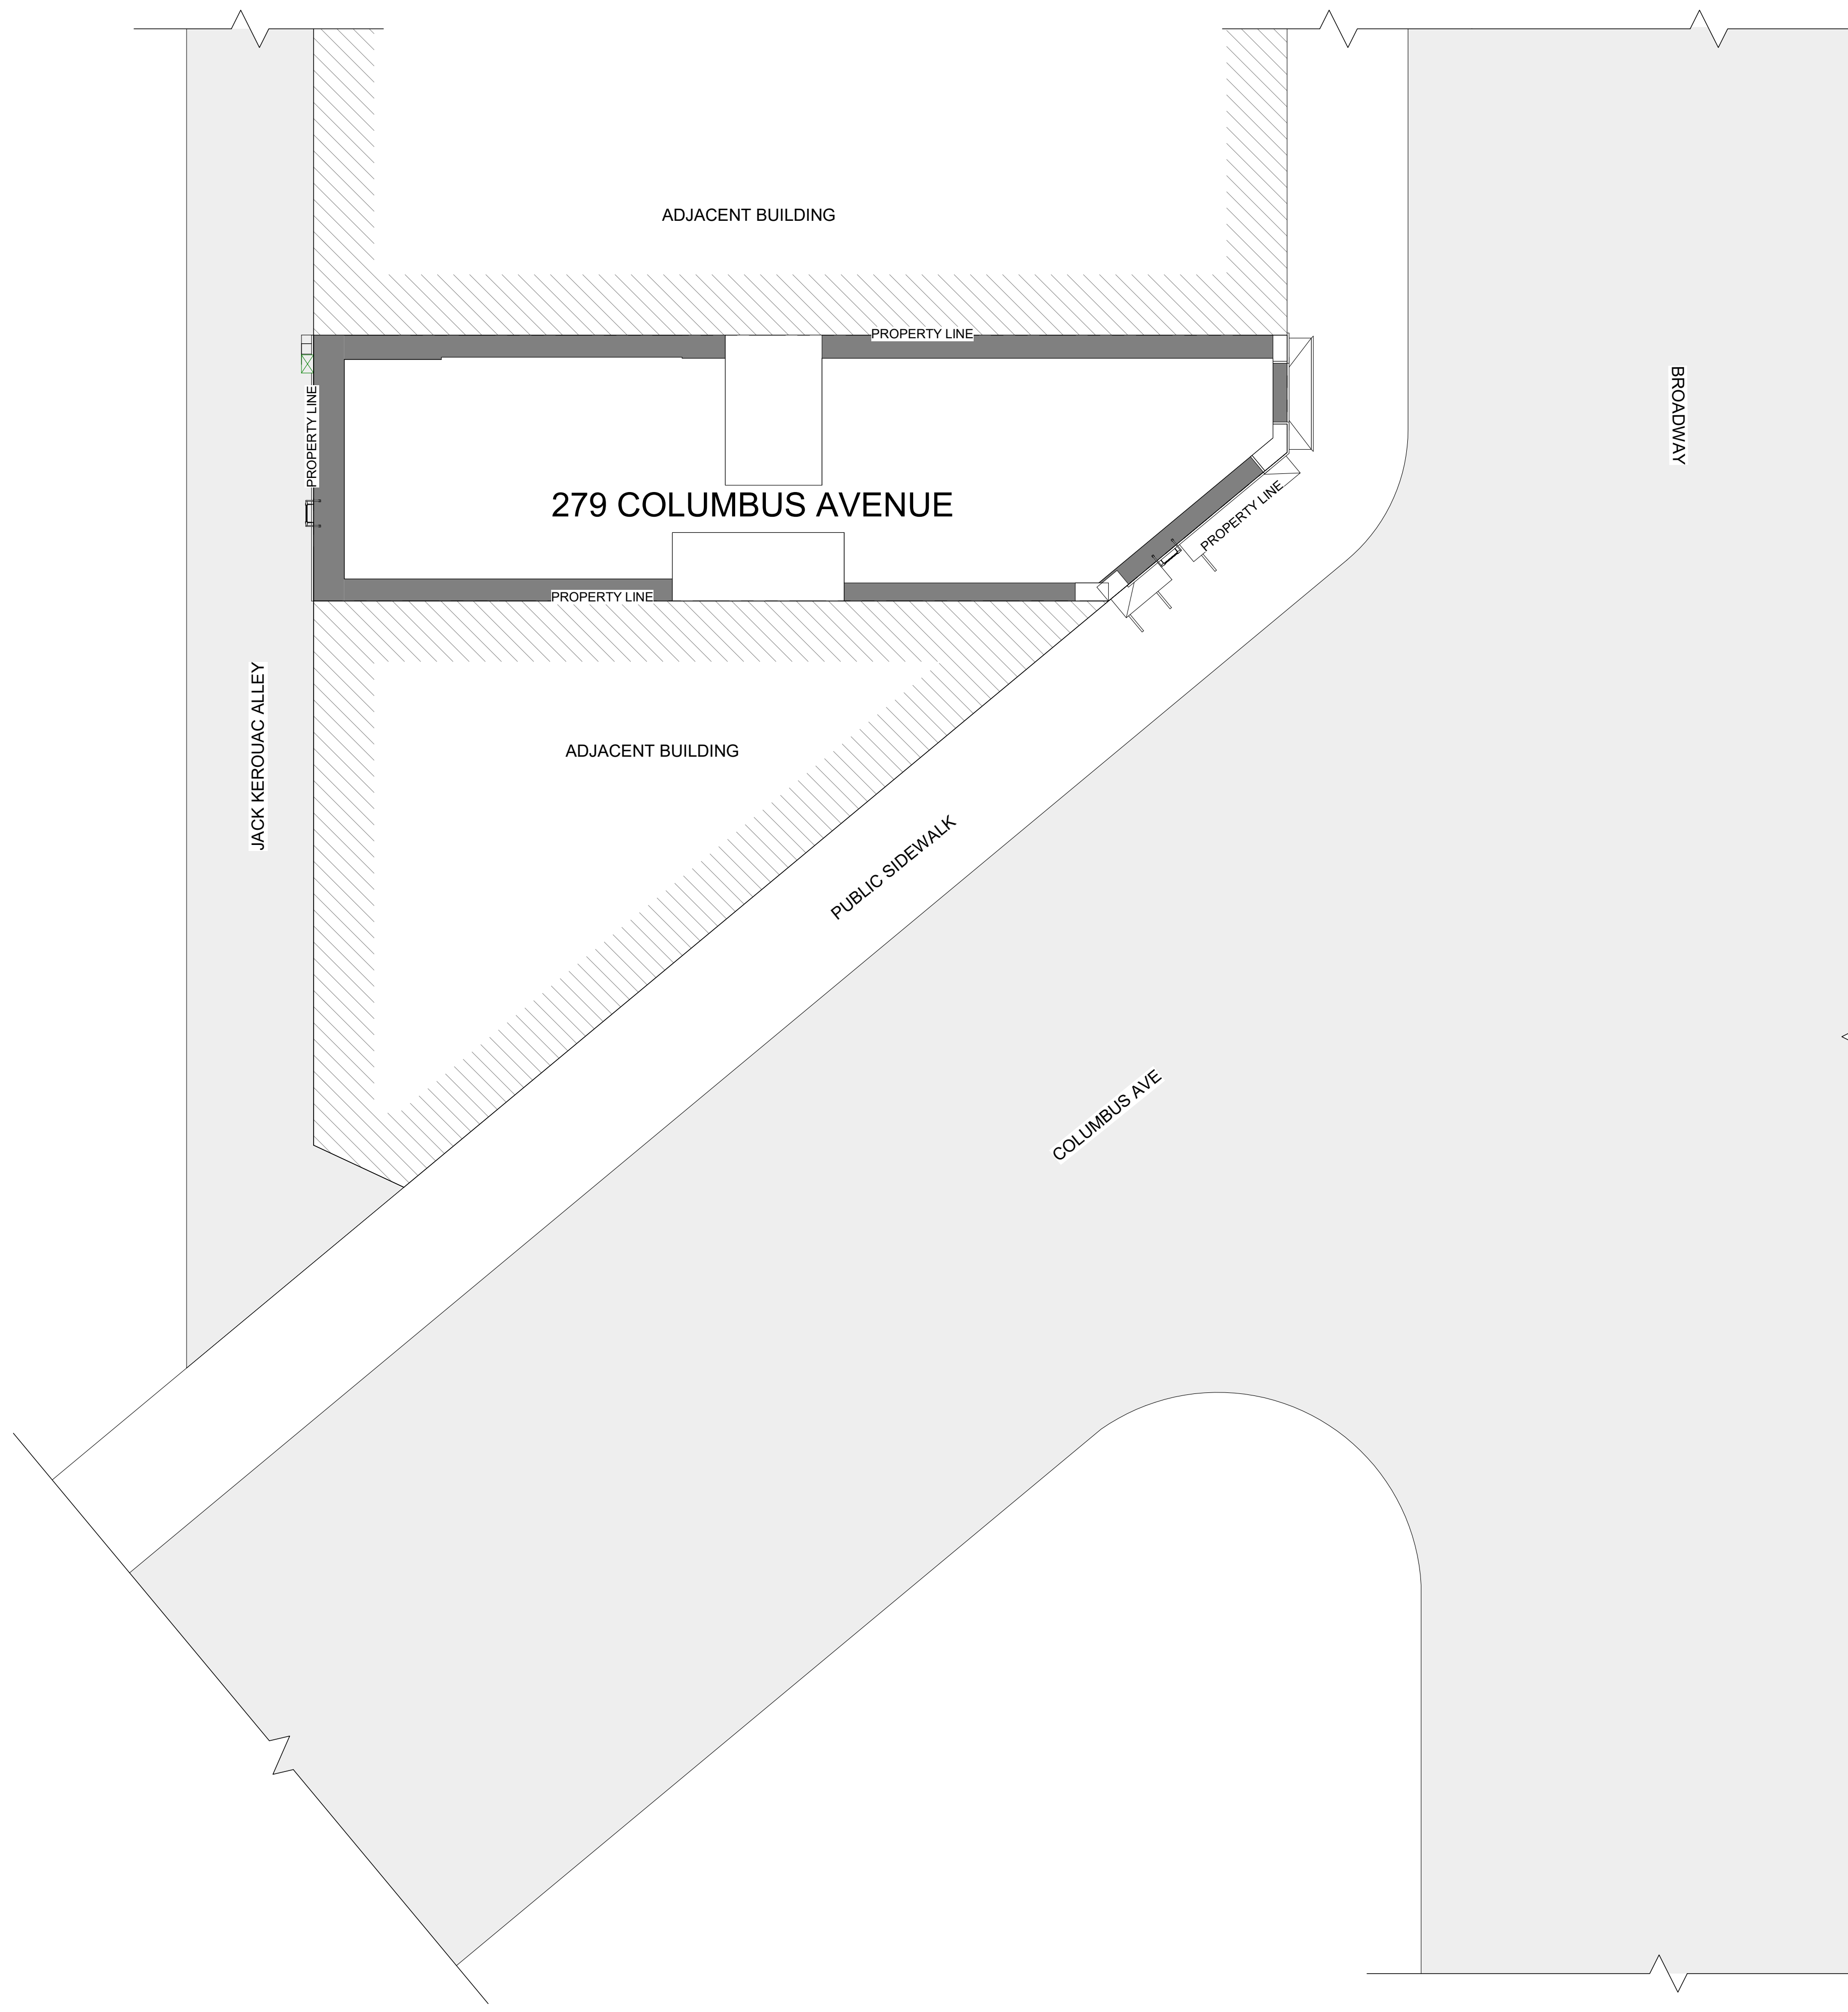 ADJACENT BUILDING
PROPERTY LINE
BROADWAY
PROPERTY LINE
279 COLUMBUS AVENUE
PROPERTY LINE
PROPERTY LINE
JACK KEROUAC ALLEY
ADJACENT BUILDING
PUBLIC SIDEWALK
COLUMBUS AVE